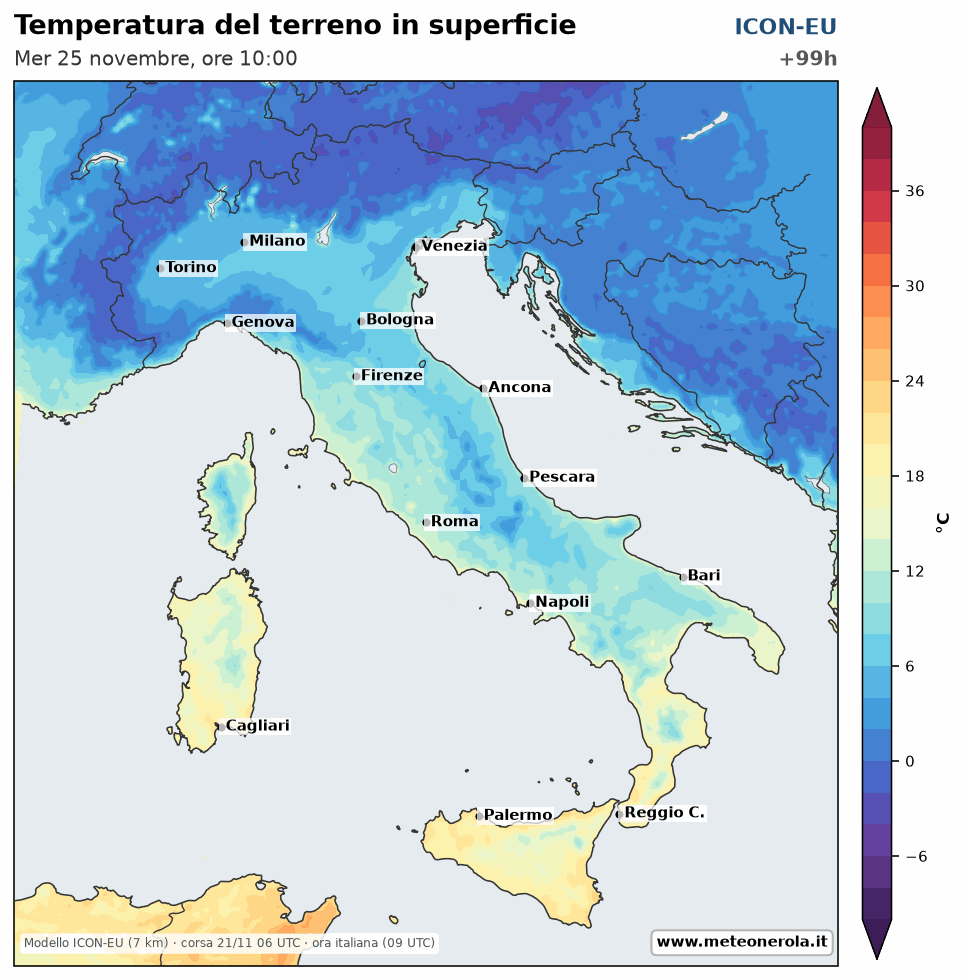 Temperatura del terreno in superficie
ICON-EU
Mer 25 novembre, ore 10:00
+99h
Milano
Venezia
Torino
Genova
Bologna
Firenze
Ancona
Pescara
Roma
Bari
Napoli
Cagliari
Palermo
Reggio C.
36
30
24
18
12
6
0
−6
°C
Modello ICON-EU (7 km) · corsa 21/11 06 UTC · ora italiana (09 UTC)
www.meteonerola.it